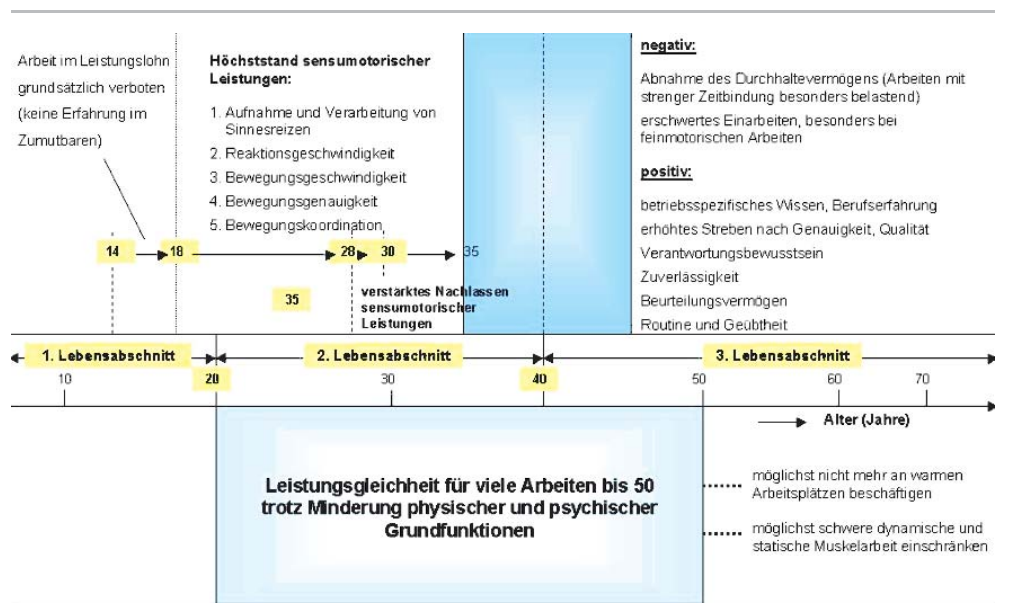 Arbeit im Leistungslohn
grundsätzlich verboten
(keine Erfahrung im
Zumutbaren)
Höchststand sensumotorischer
Leistungen:
1. Aufnahme und Verarbeitung von
Sinnesreizen
2. Reaktionsgeschwindigkeit
3. Bewegungsgeschwindigkeit
4. Bewegungsgenauigkeit
5. Bewegungskoordination
14
18
28
30
35
35
verstärktes Nachlassen
sensumotorischer
Leistungen
negativ:
Abnahme des Durchhaltevermögens (Arbeiten mit
strenger Zeitbindung besonders belastend)
erschwertes Einarbeiten, besonders bei
feinmotorischen Arbeiten
positiv:
betriebsspezifisches Wissen, Berufserfahrung
erhöhtes Streben nach Genauigkeit, Qualität
Verantwortungsbewusstsein
Zuverlässigkeit
Beurteilungsvermögen
Routine und Geübtheit
1. Lebensabschnitt
2. Lebensabschnitt
3. Lebensabschnitt
10
20
30
40
50
60
70
Alter (Jahre)
Leistungsgleichheit für viele Arbeiten bis 50
trotz Minderung physischer und psychischer
Grundfunktionen
möglichst nicht mehr an warmen
Arbeitsplätzen beschäftigen
möglichst schwere dynamische und
statische Muskelarbeit einschränken